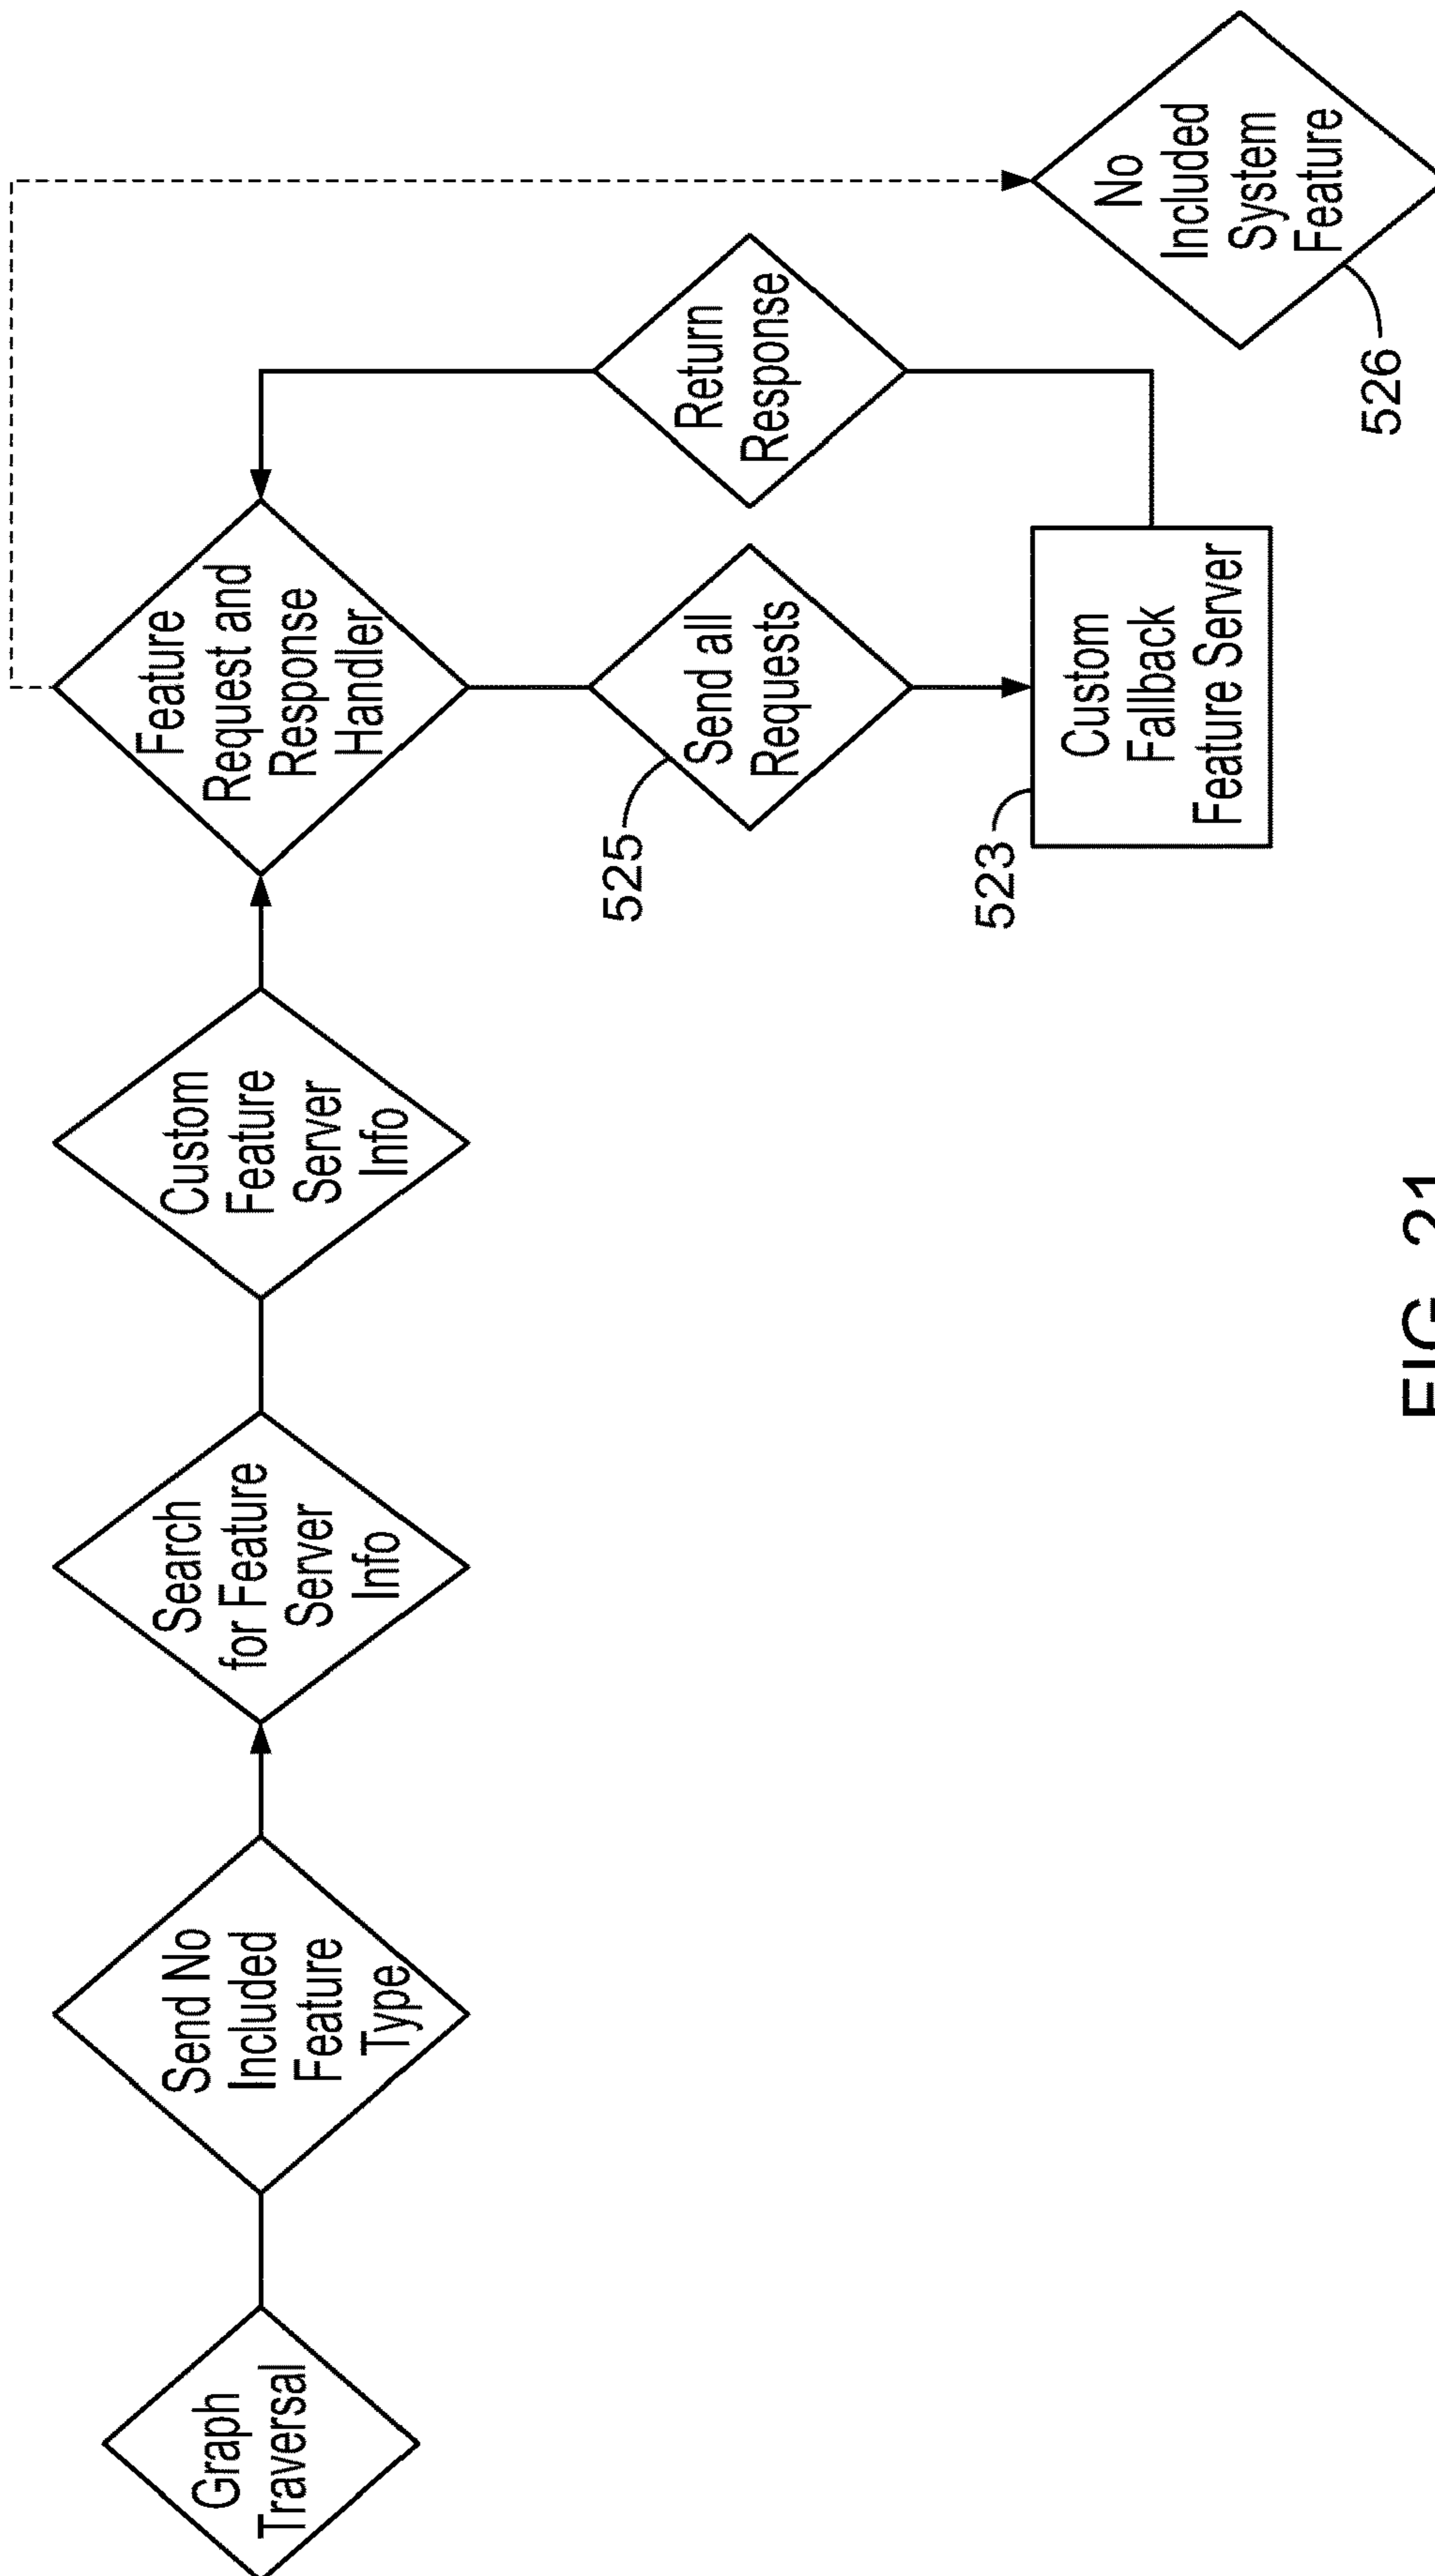 Graph
Traversal
Send No
Included
Feature
Type
Search
for Feature
Server
Info
Custom
Feature
Server
Info
Feature
Request and
Response
Handler
525
Send all
Requests
Return
Response
523
Custom
Fallback
Feature Server
526
No
Included
System
Feature
FIG. 21